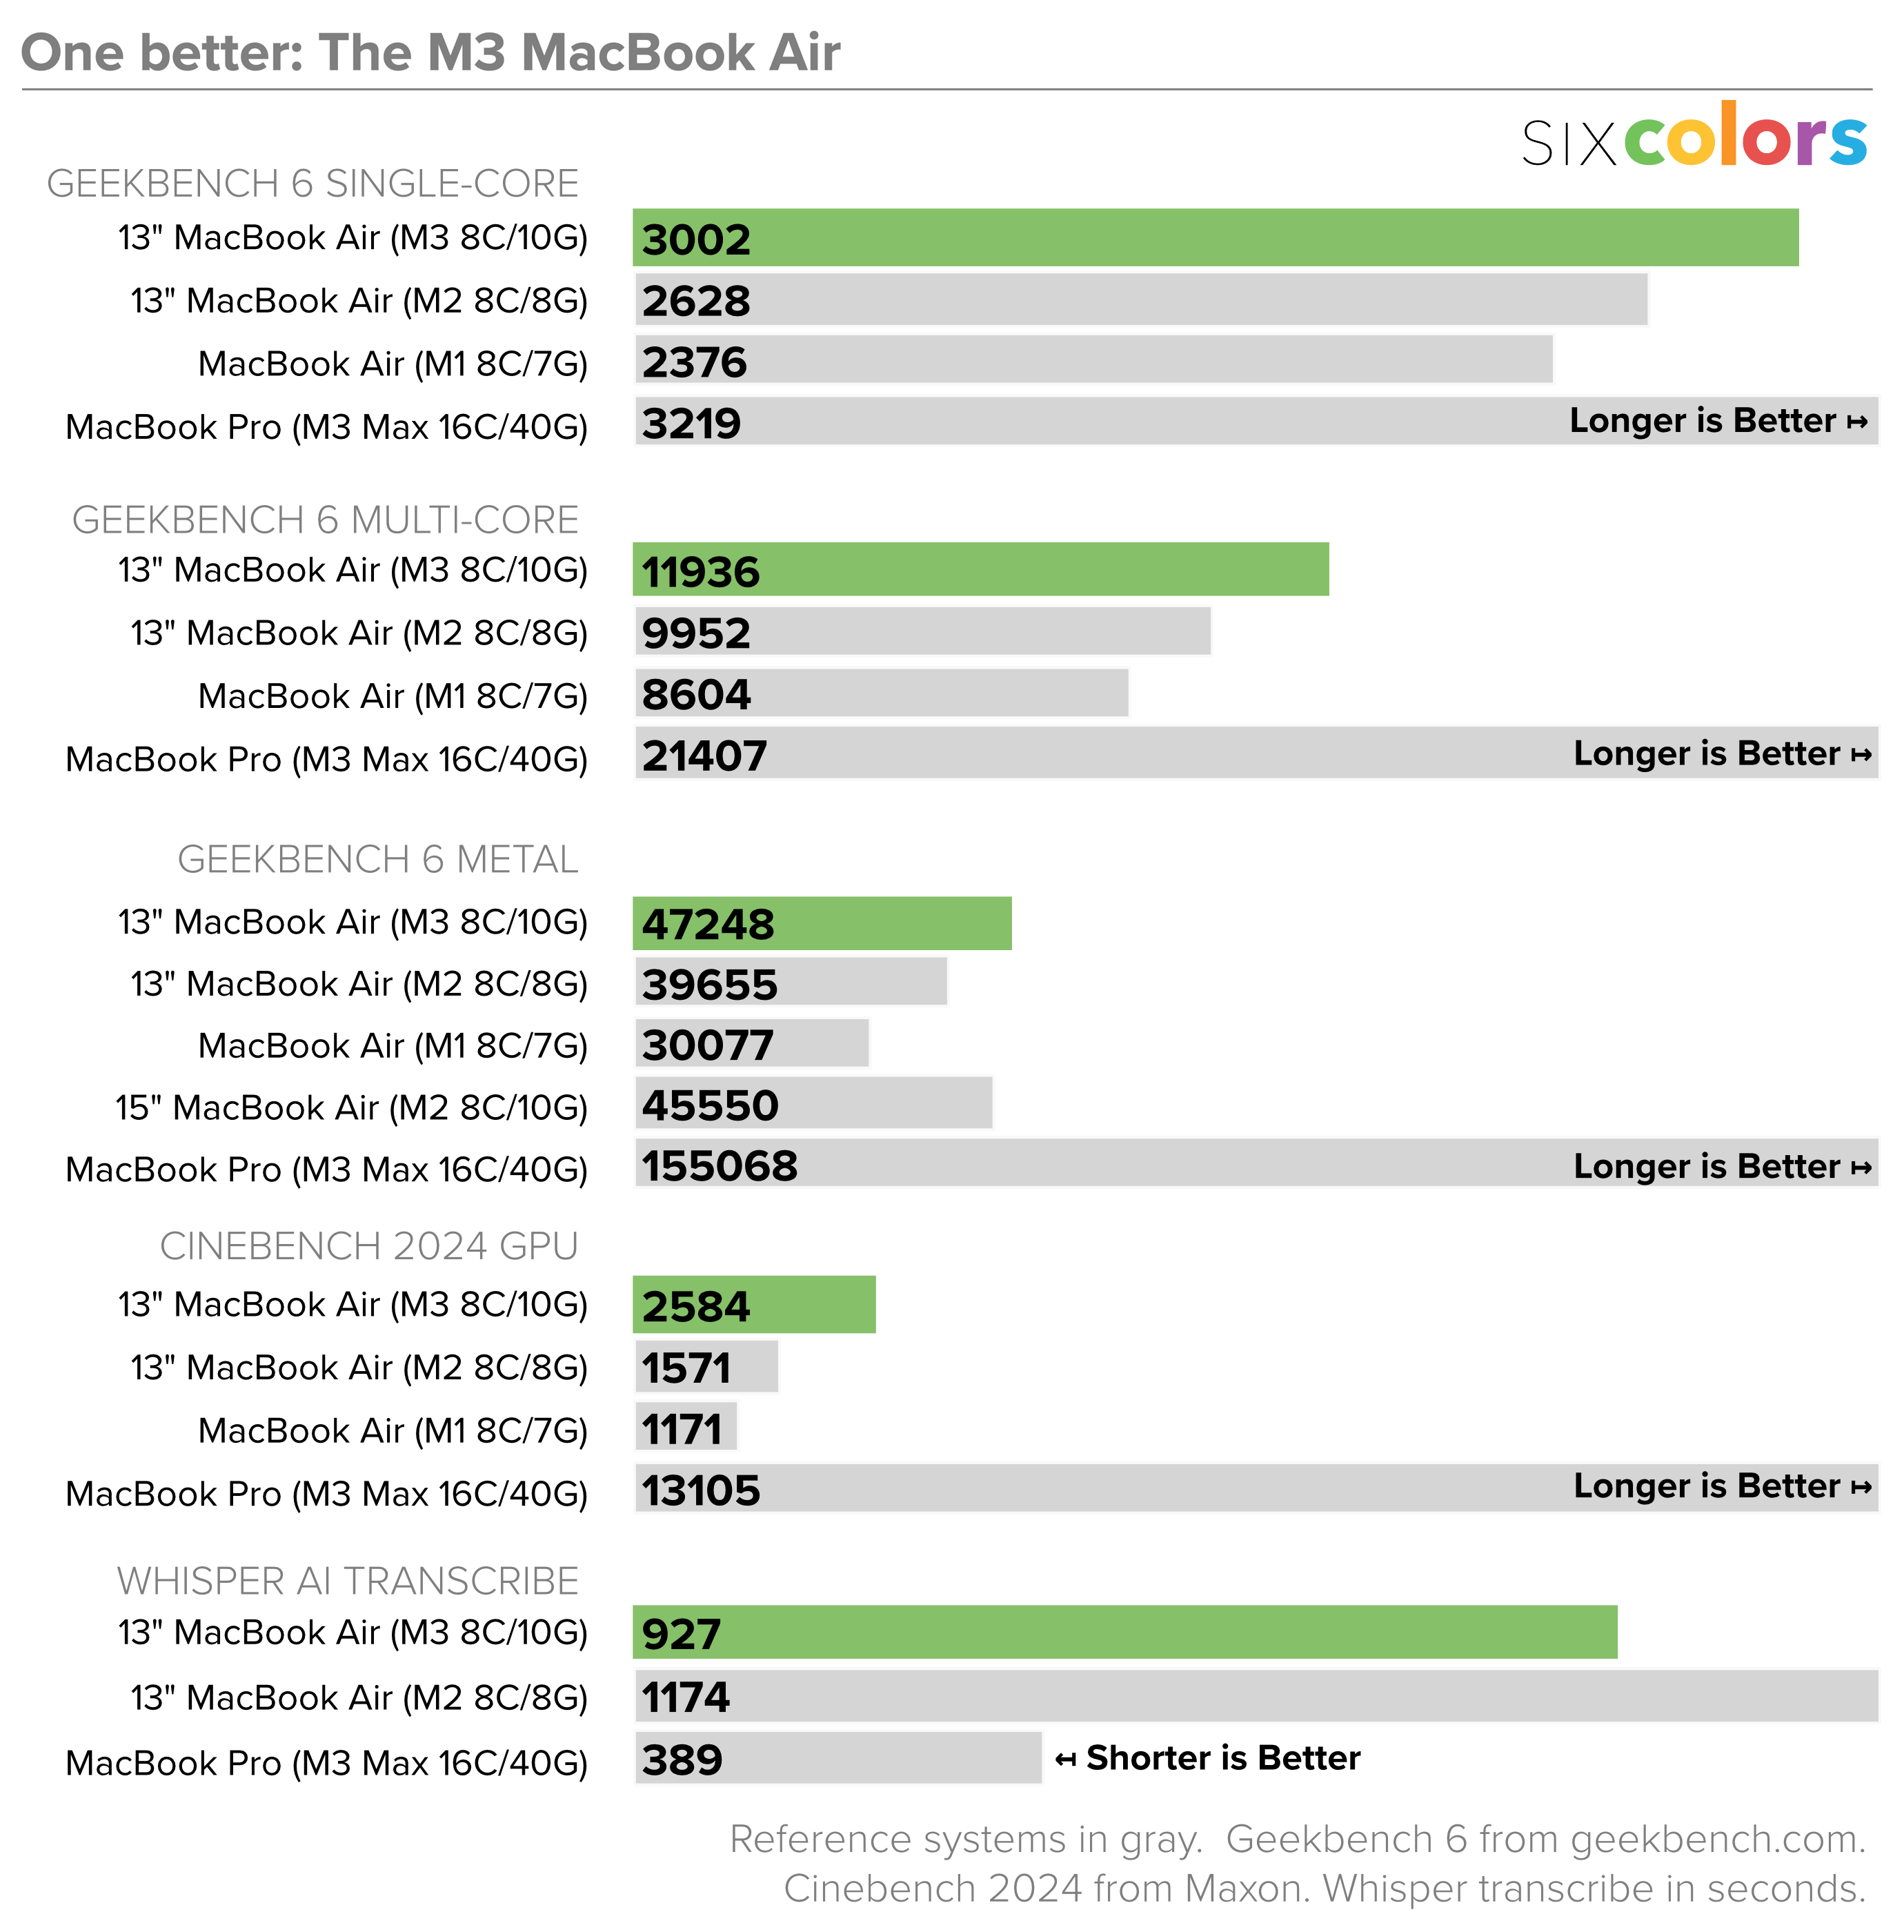 One better: The M3 MacBook Air
SIXcolors
GEEKBENCH 6 SINGLE-CORE
13" MacBook Air (M3 8C/10G) 3002
13" MacBook Air (M2 8C/8G) 2628
MacBook Air (M1 8C/7G) 2376
MacBook Pro (M3 Max 16C/40G) 3219 Longer is Better ↦
GEEKBENCH 6 MULTI-CORE
13" MacBook Air (M3 8C/10G) 11936
13" MacBook Air (M2 8C/8G) 9952
MacBook Air (M1 8C/7G) 8604
MacBook Pro (M3 Max 16C/40G) 21407 Longer is Better ↦
GEEKBENCH 6 METAL
13" MacBook Air (M3 8C/10G) 47248
13" MacBook Air (M2 8C/8G) 39655
MacBook Air (M1 8C/7G) 30077
15" MacBook Air (M2 8C/10G) 45550
MacBook Pro (M3 Max 16C/40G) 155068 Longer is Better ↦
CINEBENCH 2024 GPU
13" MacBook Air (M3 8C/10G) 2584
13" MacBook Air (M2 8C/8G) 1571
MacBook Air (M1 8C/7G) 1171
MacBook Pro (M3 Max 16C/40G) 13105 Longer is Better ↦
WHISPER AI TRANSCRIBE
13" MacBook Air (M3 8C/10G) 927
13" MacBook Air (M2 8C/8G) 1174
MacBook Pro (M3 Max 16C/40G) 389 ↤ Shorter is Better
Reference systems in gray. Geekbench 6 from geekbench.com.
Cinebench 2024 from Maxon. Whisper transcribe in seconds.